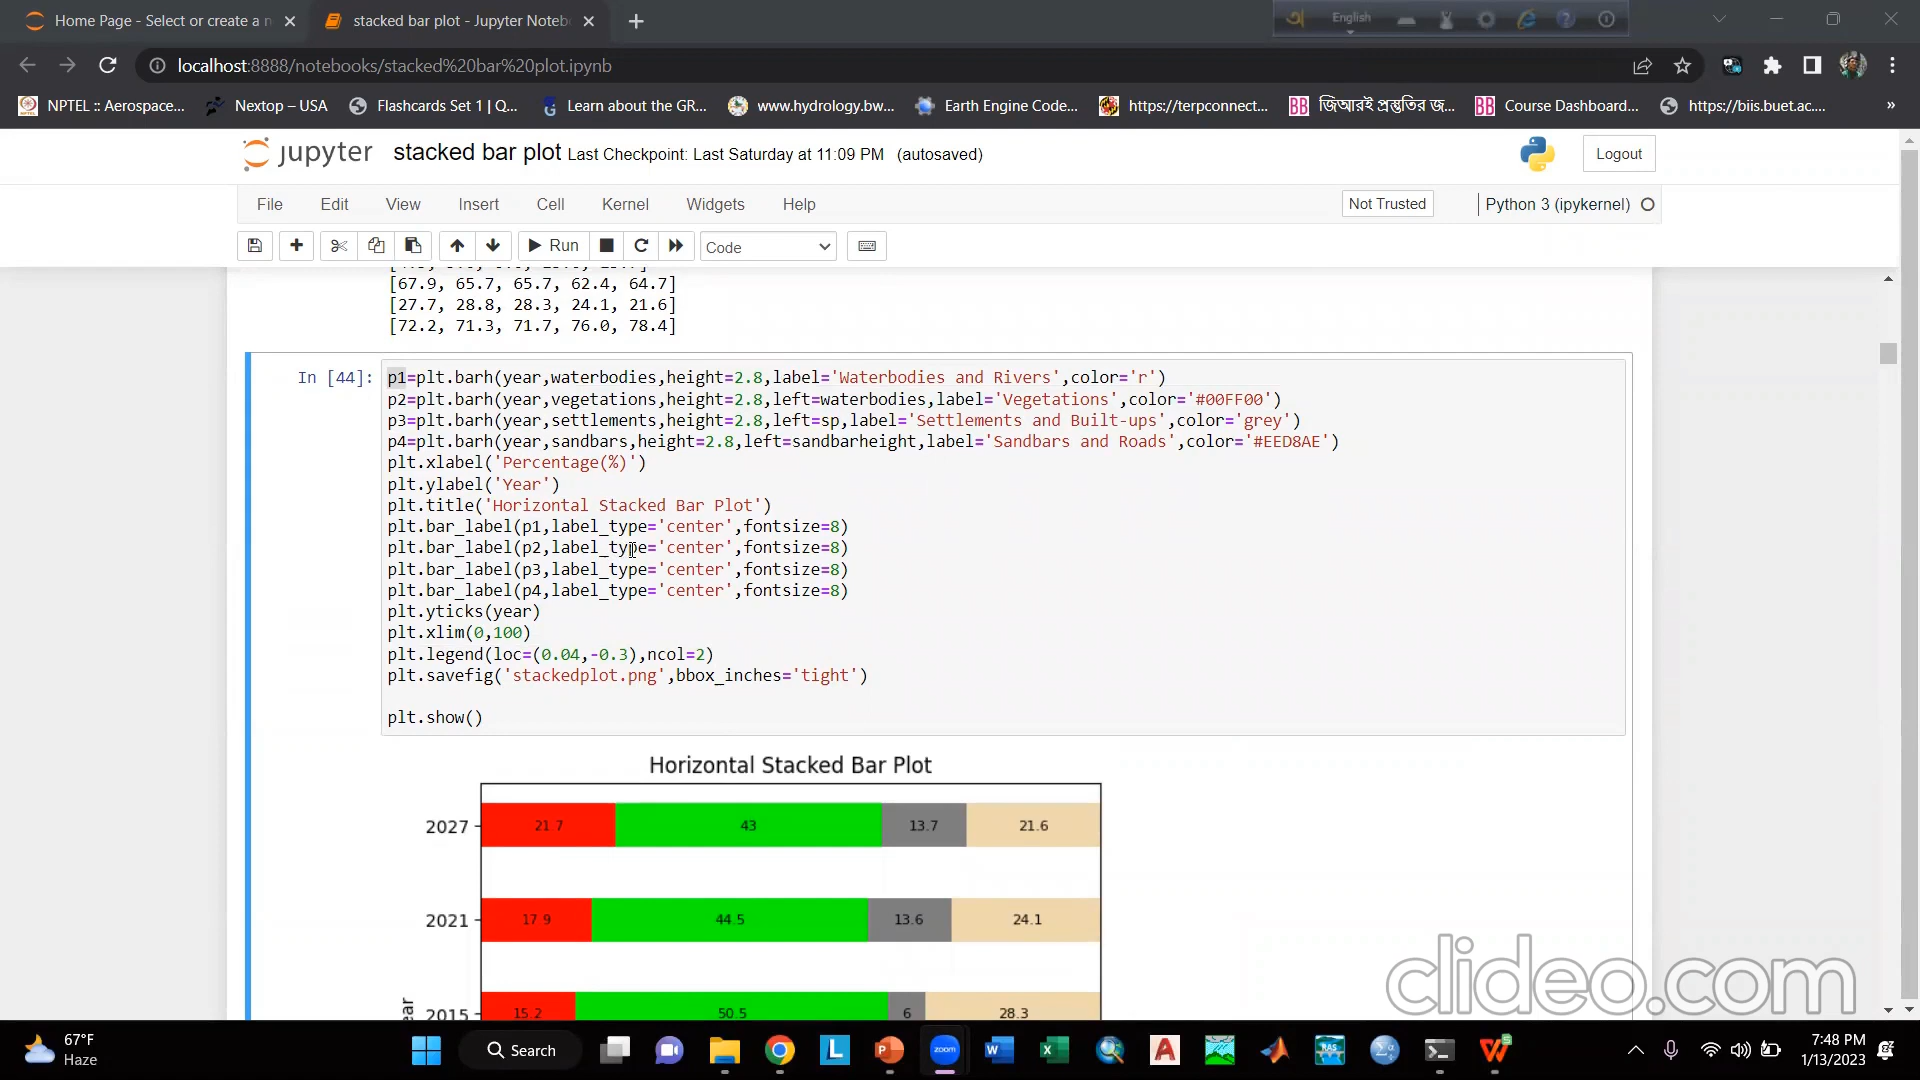 Home Page - Select or create a n
stacked bar plot - Jupyter Noteb
English
localhost:8888/notebooks/stacked%20bar%20plot.ipynb
NPTEL :: Aerospace... Nextop – USA Flashcards Set 1 | Q... Learn about the GR... www.hydrology.bw... Earth Engine Code... https://terpconnect... জিআরই প্রস্তুতির জ... Course Dashboard... https://biis.buet.ac.... »
jupyter stacked bar plot Last Checkpoint: Last Saturday at 11:09 PM (autosaved) Logout
File Edit View Insert Cell Kernel Widgets Help Not Trusted Python 3 (ipykernel)
Run Code
[67.9, 65.7, 65.7, 62.4, 64.7]
[27.7, 28.8, 28.3, 24.1, 21.6]
[72.2, 71.3, 71.7, 76.0, 78.4]
In [44]: p1=plt.barh(year,waterbodies,height=2.8,label='Waterbodies and Rivers',color='r')
p2=plt.barh(year,vegetations,height=2.8,left=waterbodies,label='Vegetations',color='#00FF00')
p3=plt.barh(year,settlements,height=2.8,left=sp,label='Settlements and Built-ups',color='grey')
p4=plt.barh(year,sandbars,height=2.8,left=sandbarheight,label='Sandbars and Roads',color='#EED8AE')
plt.xlabel('Percentage(%)')
plt.ylabel('Year')
plt.title('Horizontal Stacked Bar Plot')
plt.bar_label(p1,label_type='center',fontsize=8)
plt.bar_label(p2,label_type='center',fontsize=8)
plt.bar_label(p3,label_type='center',fontsize=8)
plt.bar_label(p4,label_type='center',fontsize=8)
plt.yticks(year)
plt.xlim(0,100)
plt.legend(loc=(0.04,-0.3),ncol=2)
plt.savefig('stackedplot.png',bbox_inches='tight')
plt.show()
Horizontal Stacked Bar Plot
2027 21.7 43 13.7 21.6
2021 17.9 44.5 13.6 24.1
2015 15.2 50.5 6 28.3
clideo.com
67°F
Haze
Search
7:48 PM
1/13/2023